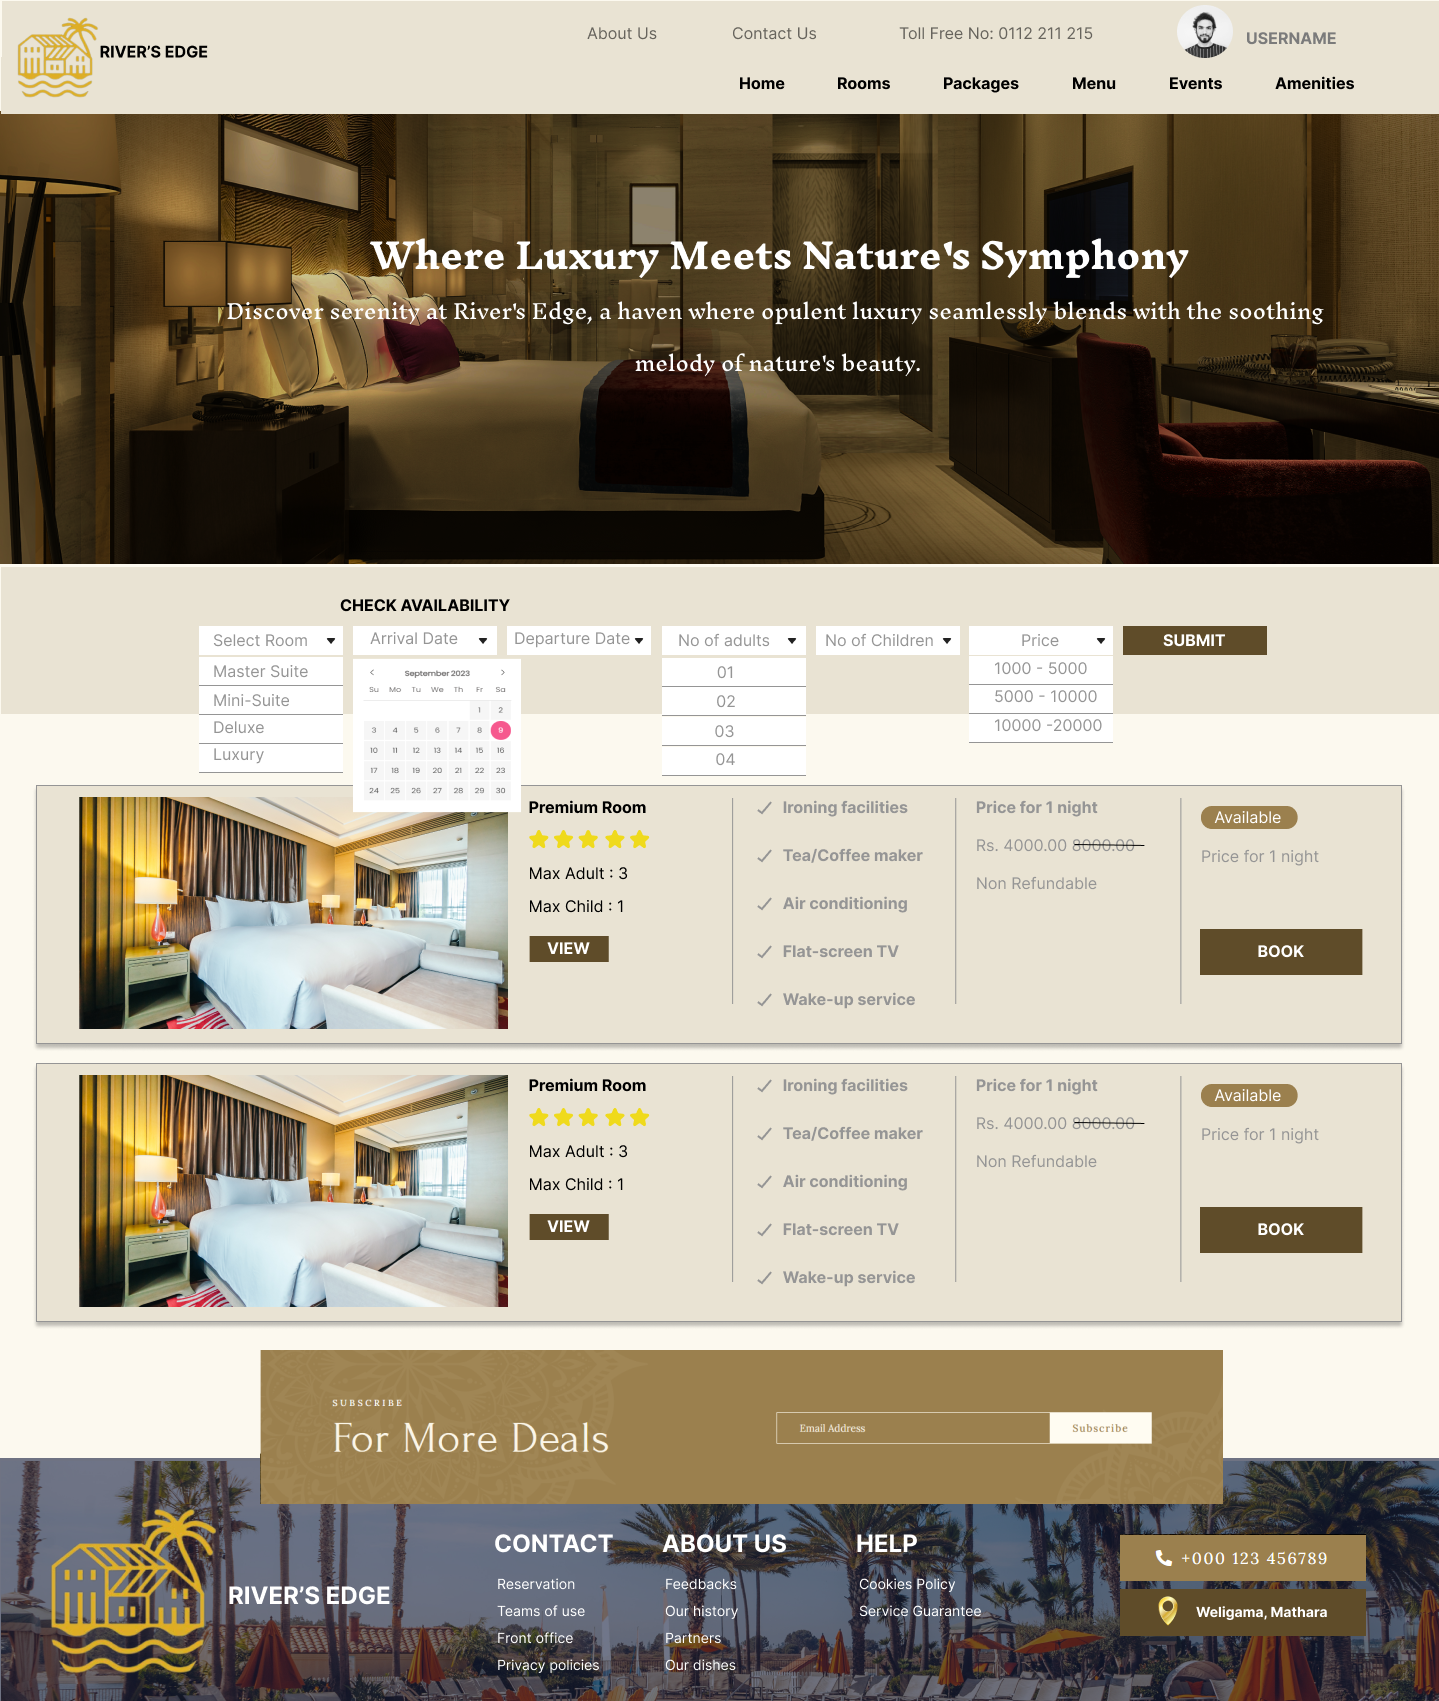 About Us
Contact Us
Toll Free No: 0112 211 215
USERNAME
RIVER'S EDGE
Home
Rooms
Packages
Menu
Events
Amenities
Where Luxury Meets Nature's Symphony
Discover serenity at River's Edge, a haven where opulent luxury seamlessly blends with the soothing
melody of nature's beauty.
CHECK AVAILABILITY
Select Room
Arrival Date
Departure Date
No of adults
No of Children
Price
SUBMIT
Master Suite
Mini-Suite
Deluxe
Luxury
< September 2023 >
Su Mo Tu We Th Fr Sa
1 2
3 4 5 6 7 8 9
10 11 12 13 14 15 16
17 18 19 20 21 22 23
24 25 26 27 28 29 30
01
02
03
04
1000 - 5000
5000 - 10000
10000 -20000
Premium Room
Max Adult : 3
Max Child : 1
VIEW
Ironing facilities
Tea/Coffee maker
Air conditioning
Flat-screen TV
Wake-up service
Price for 1 night
Rs. 4000.00 8000.00
Non Refundable
Available
Price for 1 night
BOOK
Premium Room
Max Adult : 3
Max Child : 1
VIEW
Ironing facilities
Tea/Coffee maker
Air conditioning
Flat-screen TV
Wake-up service
Price for 1 night
Rs. 4000.00 8000.00
Non Refundable
Available
Price for 1 night
BOOK
SUBSCRIBE
For More Deals
Email Address
Subscribe
RIVER'S EDGE
CONTACT
Reservation
Teams of use
Front office
Privacy policies
ABOUT US
Feedbacks
Our history
Partners
Our dishes
HELP
Cookies Policy
Service Guarantee
+000 123 456789
Weligama, Mathara